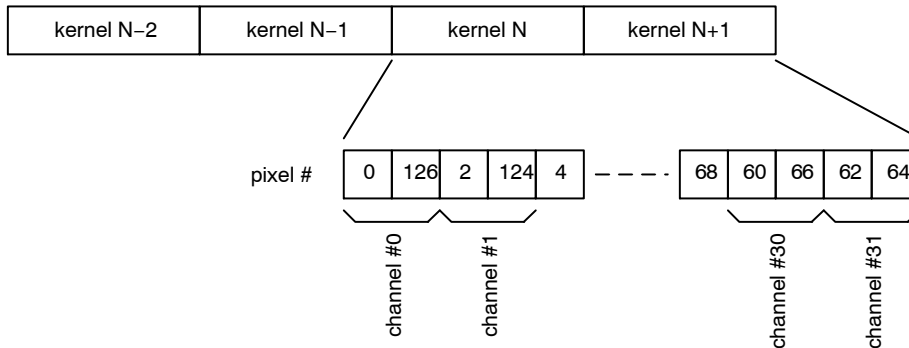 kernel N−2 kernel N−1 kernel N kernel N+1
pixel # 0 126 2 124 4 68 60 66 62 64
channel #0 channel #1 channel #30 channel #31